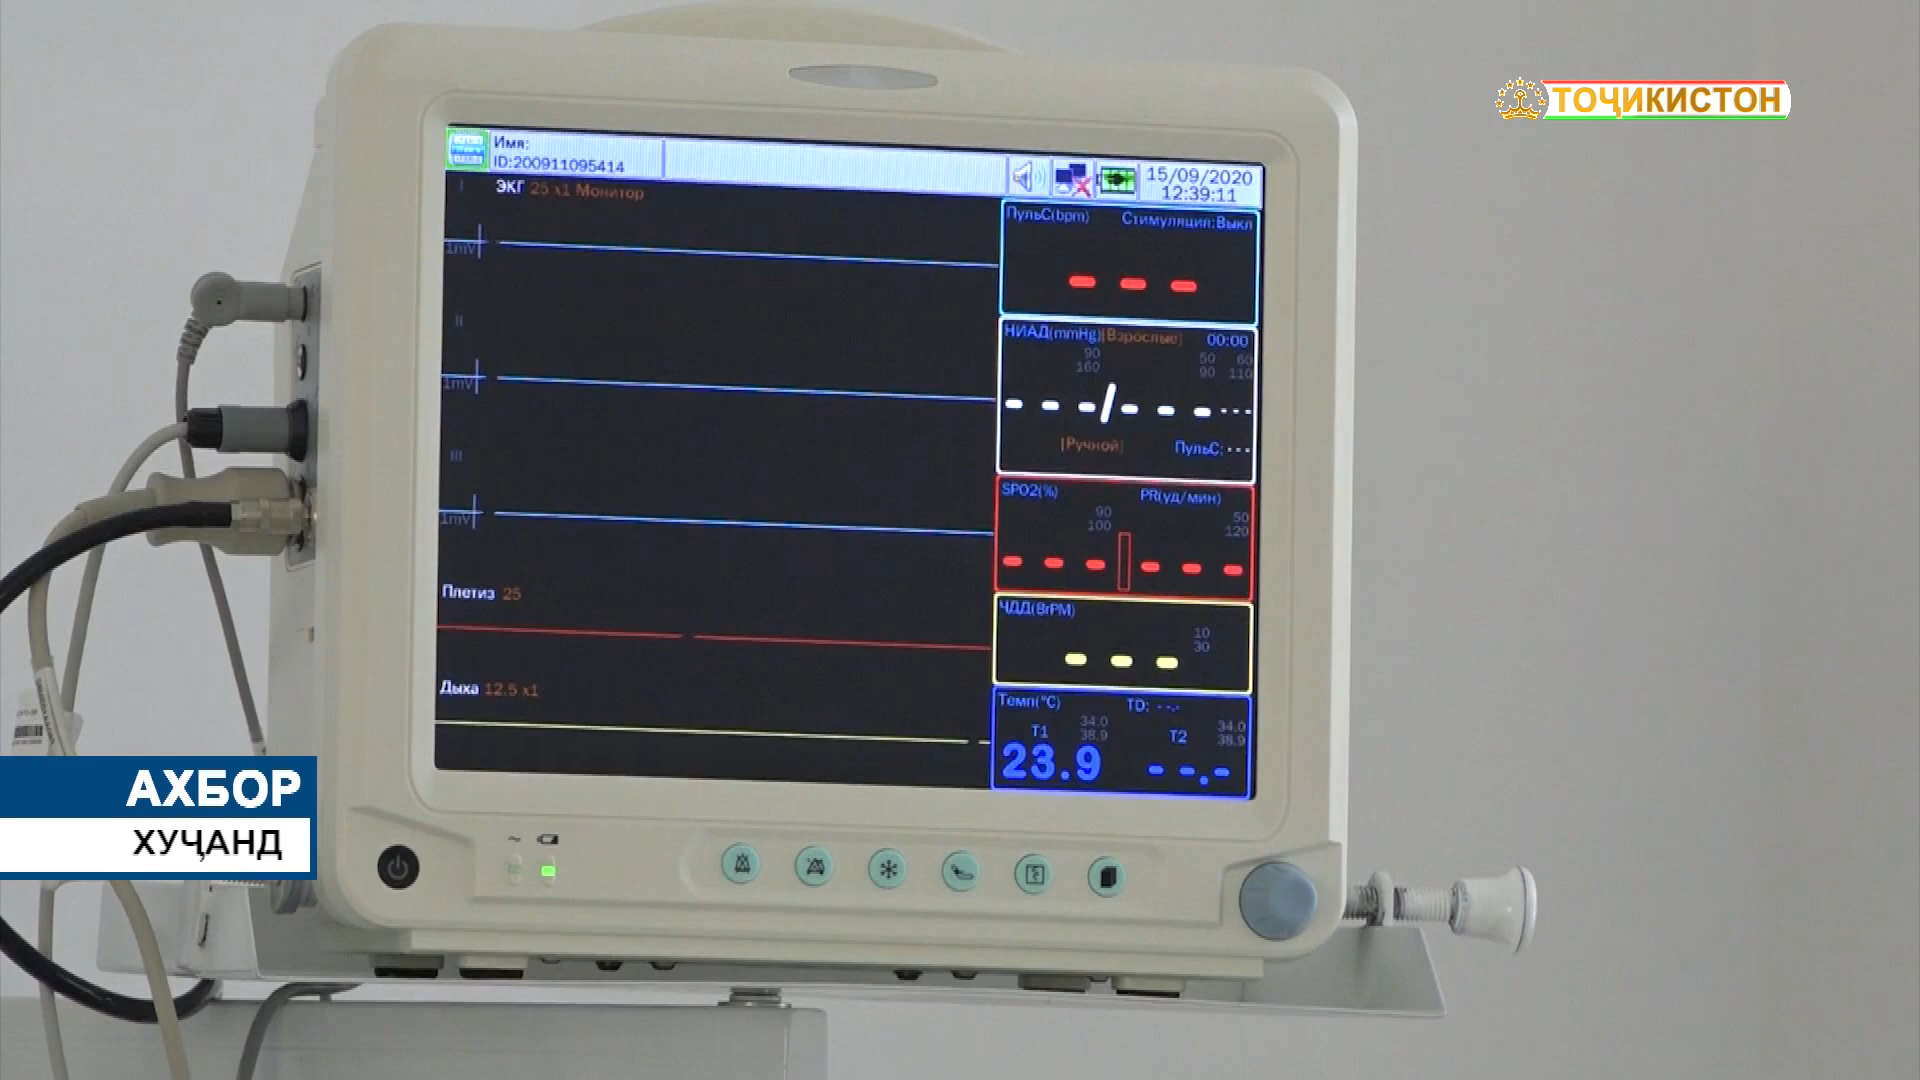 ТОҶИКИСТОН
Имя:
ID:200911095414
15/09/2020
12:39:11
I
ЭКГ 25 x1 Монитор
1mV
II
1mV
III
1mV
Плетиз 25
Дыха 12.5 x1
ПульС(bpm) Стимуляция:Выкл
- - -
НИАД(mmHg) [Взрослые] 00:00
90 50 60
160 90 110
- - - / - - - ---
[Ручной] ПульС:---
SPO2(%) PR(уд/мин)
90 50
100 120
- - - - - -
ЧДД(BrPM)
10
30
- - -
Темп(°C) TD: --.-
T1 34.0 38.9 T2 34.0 38.9
23.9 - -.-
АХБОР
ХУҶАНД